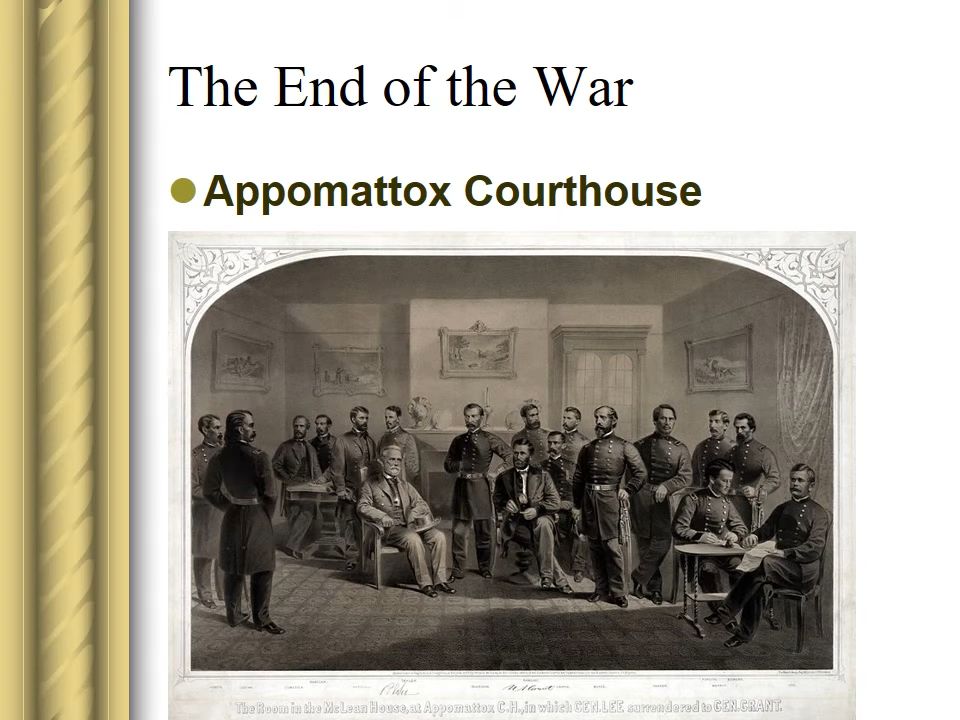 The End of the War
Appomattox Courthouse
The Room in the McLean House, at Appomattox C.H., in which GEN. LEE surrendered to GEN. GRANT.